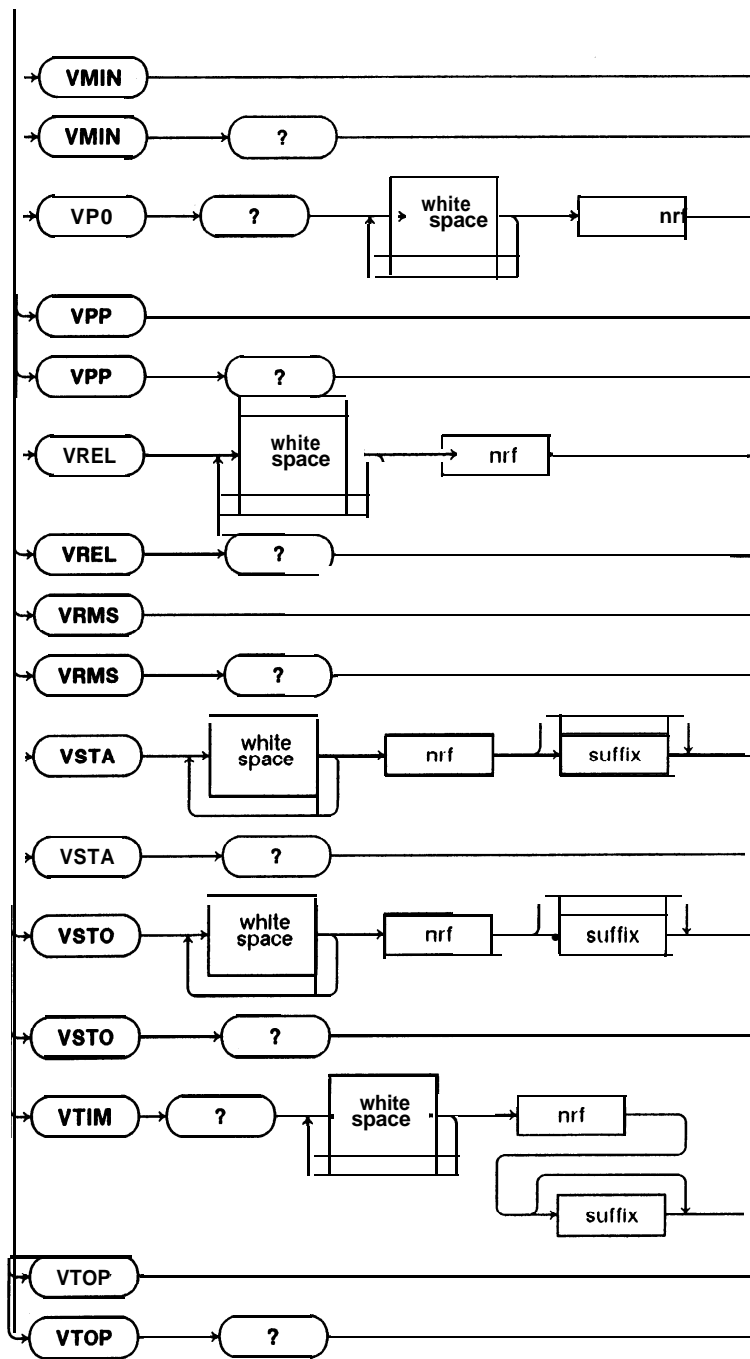 VMIN
VMIN ?
VP0 ? white space nrf
VPP
VPP ?
VREL white space nrf
VREL ?
VRMS
VRMS ?
VSTA white space nrf suffix
VSTA ?
VSTO white space nrf suffix
VSTO ?
VTIM ? white space nrf
suffix
VTOP
VTOP ?